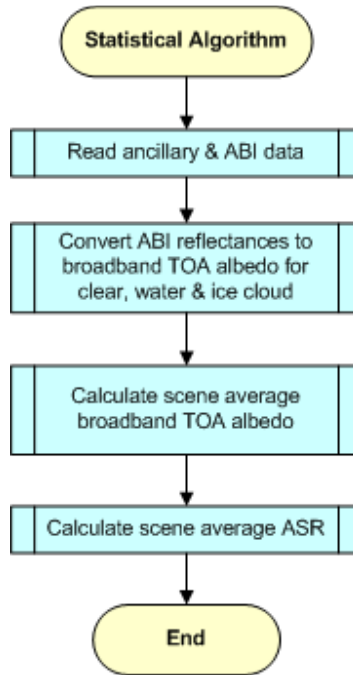 Statistical Algorithm
Read ancillary & ABI data
Convert ABI reflectances to
broadband TOA albedo for
clear, water & ice cloud
Calculate scene average
broadband TOA albedo
Calculate scene average ASR
End